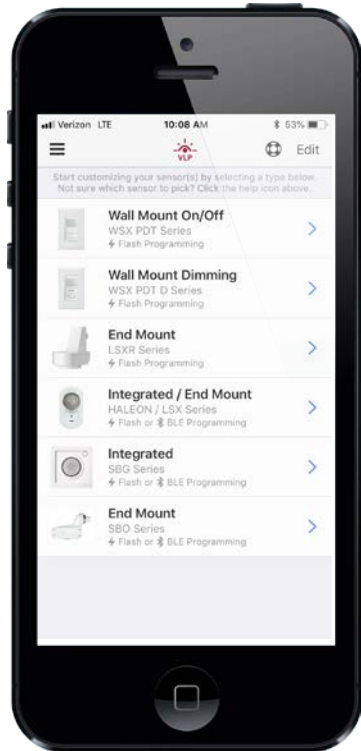 Verizon LTE 10:08 AM 53%
VLP Edit
Start customizing your sensor(s) by selecting a type below.
Not sure which sensor to pick? Click the help icon above.
Wall Mount On/Off
WSX PDT Series
Flash Programming
Wall Mount Dimming
WSX PDT D Series
Flash Programming
End Mount
LSXR Series
Flash Programming
Integrated / End Mount
HALEON / LSX Series
Flash or BLE Programming
Integrated
SBG Series
Flash or BLE Programming
End Mount
SBO Series
Flash or BLE Programming